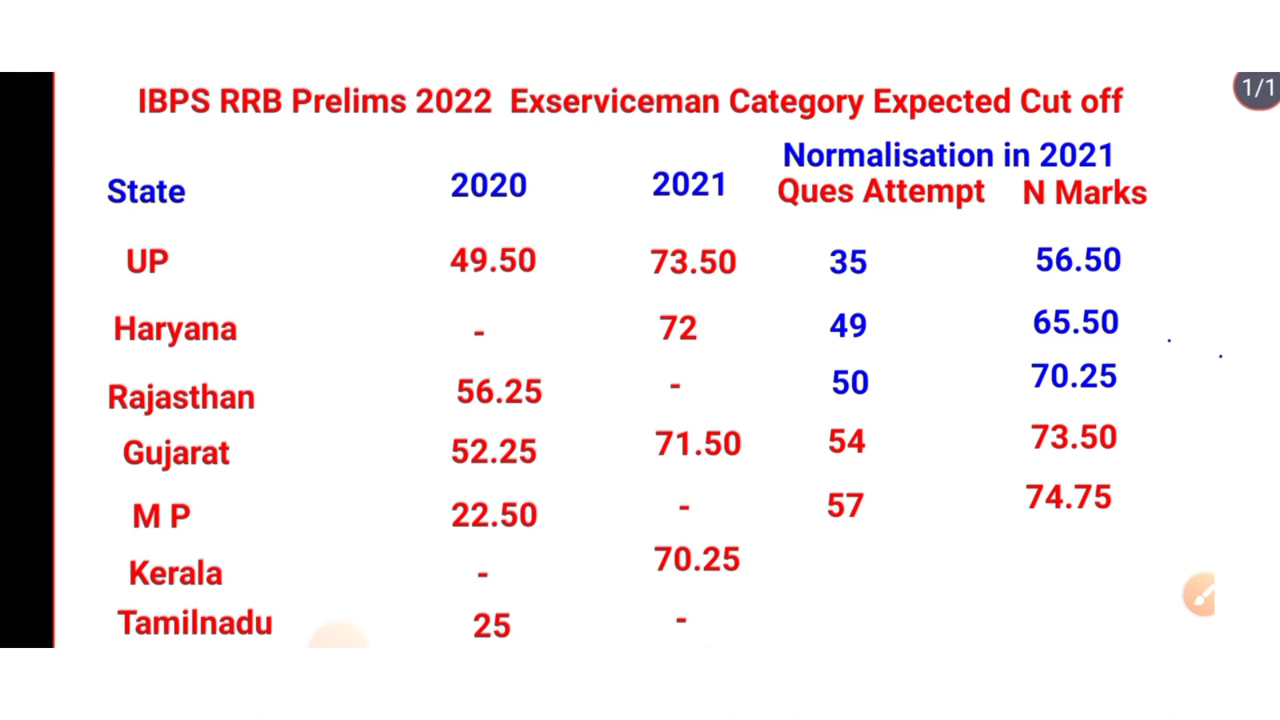 IBPS RRB Prelims 2022 Exserviceman Category Expected Cut off
1/1
Normalisation in 2021
State 2020 2021 Ques Attempt N Marks
UP 49.50 73.50 35 56.50
Haryana - 72 49 65.50
Rajasthan 56.25 - 50 70.25
Gujarat 52.25 71.50 54 73.50
M P 22.50 - 57 74.75
Kerala - 70.25
Tamilnadu 25 -